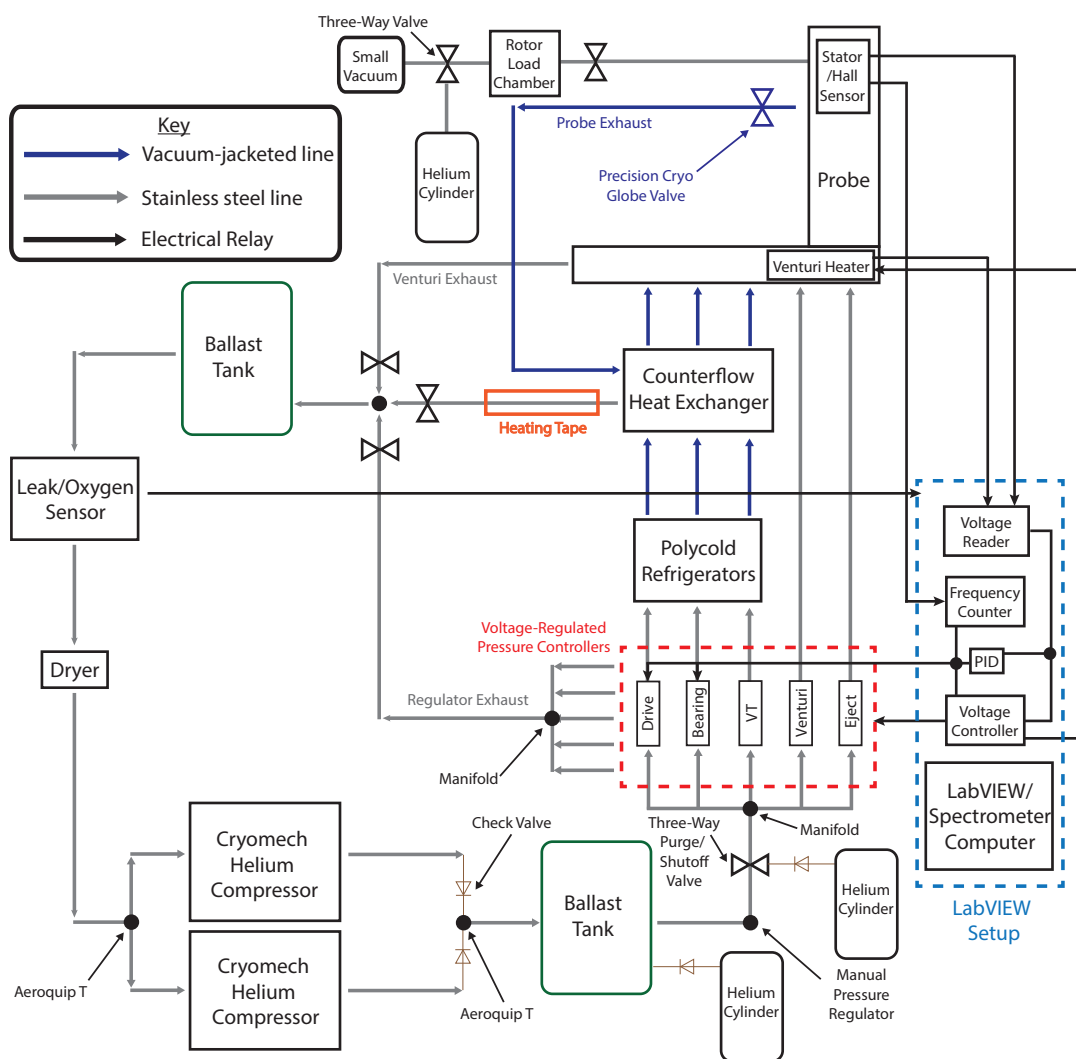 Three-Way Valve
Small
Vacuum
Rotor
Load
Chamber
Stator
/Hall
Sensor
Key
Vacuum-jacketed line
Stainless steel line
Electrical Relay
Helium
Cylinder
Probe Exhaust
Precision Cryo
Globe Valve
Probe
Venturi Exhaust
Venturi Heater
Ballast
Tank
Counterflow
Heat Exchanger
Heating Tape
Leak/Oxygen
Sensor
Voltage
Reader
Polycold
Refrigerators
Frequency
Counter
Voltage-Regulated
Pressure Controllers
PID
Dryer
Regulator Exhaust
Drive
Bearing
VT
Venturi
Eject
Voltage
Controller
Manifold
LabVIEW/
Spectrometer
Computer
Check Valve
Three-Way
Purge/
Shutoff
Valve
Manifold
Cryomech
Helium
Compressor
Helium
Cylinder
Ballast
Tank
LabVIEW
Setup
Cryomech
Helium
Compressor
Aeroquip T
Aeroquip T
Helium
Cylinder
Manual
Pressure
Regulator